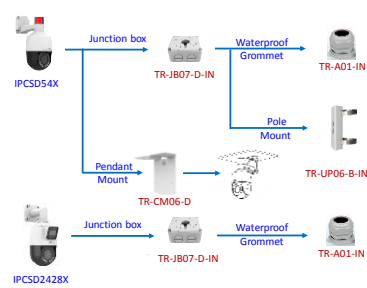 Junction box
Waterproof
Grommet
IPCSD54X
TR-JB07-D-IN
TR-A01-IN
Pole
Mount
Pendant
Mount
TR-UP06-B-IN
TR-CM06-D
Junction box
Waterproof
Grommet
TR-JB07-D-IN
TR-A01-IN
IPCSD2428X